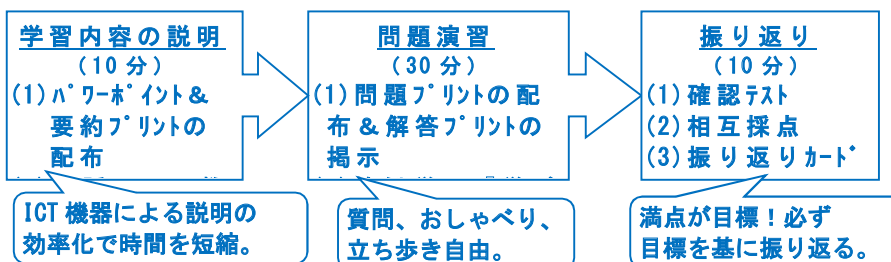 学習内容の説明
(10分)
(1)ﾊﾟﾜｰﾎﾟｲﾝﾄ&
要約ﾌﾟﾘﾝﾄの
配布
ICT機器による説明の
効率化で時間を短縮。
問題演習
(30分)
(1)問題ﾌﾟﾘﾝﾄの配
布&解答ﾌﾟﾘﾝﾄの
掲示
質問、おしゃべり、
立ち歩き自由。
振り返り
(10分)
(1)確認ﾃｽﾄ
(2)相互採点
(3)振り返りｶｰﾄﾞ
満点が目標！必ず
目標を基に振り返る。